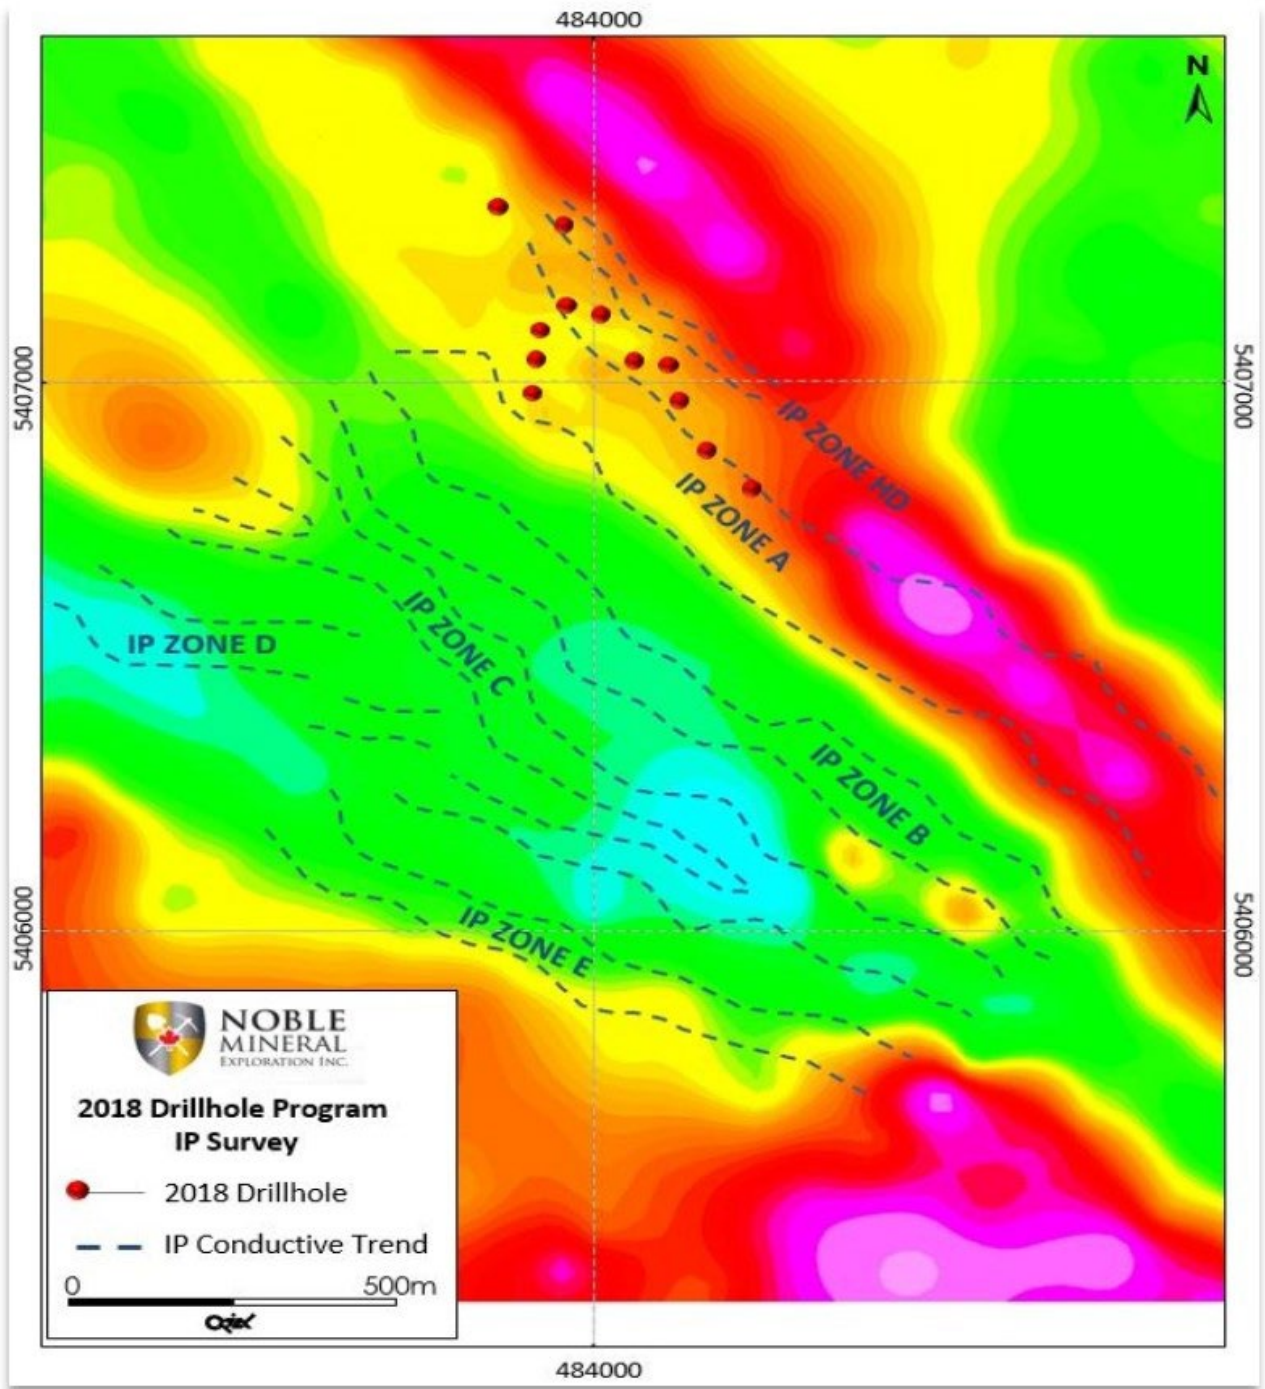 484000
N
5407000
5407000
IP ZONE HD
IP ZONE A
IP ZONE C
IP ZONE D
IP ZONE B
5406000
5406000
IP ZONE E
NOBLE
MINERAL
EXPLORATION INC.
2018 Drillhole Program
IP Survey
2018 Drillhole
IP Conductive Trend
0 500m
484000